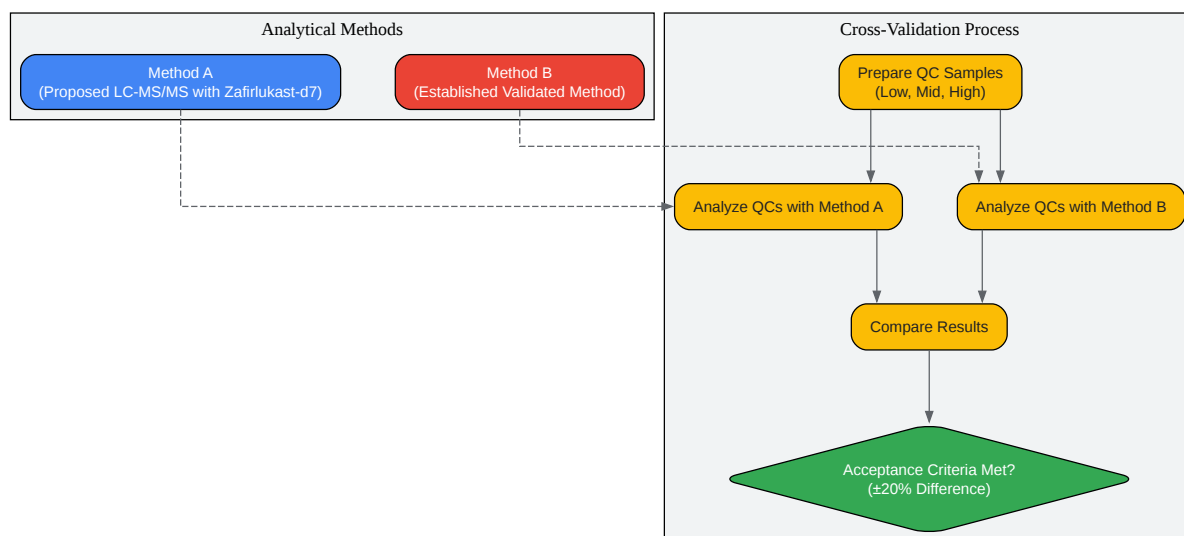 Analytical Methods
Method A
(Proposed LC-MS/MS with Zafirlukast-d7)
Method B
(Established Validated Method)
Cross-Validation Process
Prepare QC Samples
(Low, Mid, High)
Analyze QCs with Method A
Analyze QCs with Method B
Compare Results
Acceptance Criteria Met?
(±20% Difference)